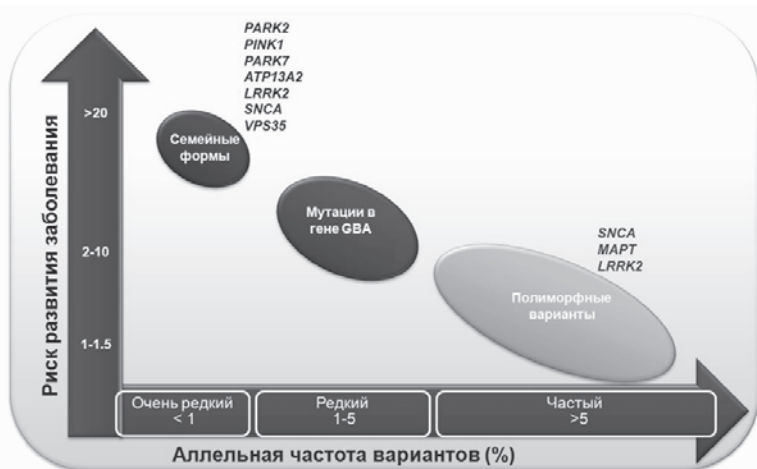 PARK2
PINK1
PARK7
ATP13A2
LRRK2
SNCA
VPS35
Риск развития заболевания
>20
2-10
1-1.5
Семейные
формы
Мутации в
гене GBA
SNCA
MAPT
LRRK2
Полиморфные
варианты
Очень редкий
< 1
Редкий
1-5
Частый
>5
Аллельная частота вариантов (%)